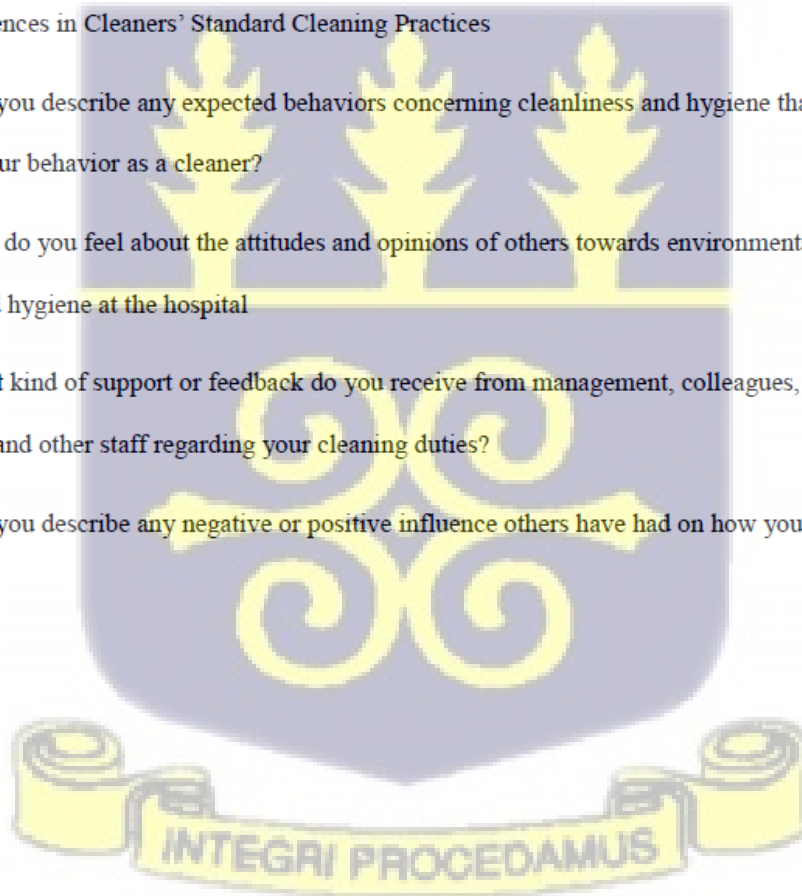 ences in Cleaners’ Standard Cleaning Practices
you describe any expected behaviors concerning cleanliness and hygiene tha
ur behavior as a cleaner?
do you feel about the attitudes and opinions of others towards environment
hygiene at the hospital
t kind of support or feedback do you receive from management, colleagues,
and other staff regarding your cleaning duties?
you describe any negative or positive influence others have had on how you
INTEGRI PROCEDAMUS